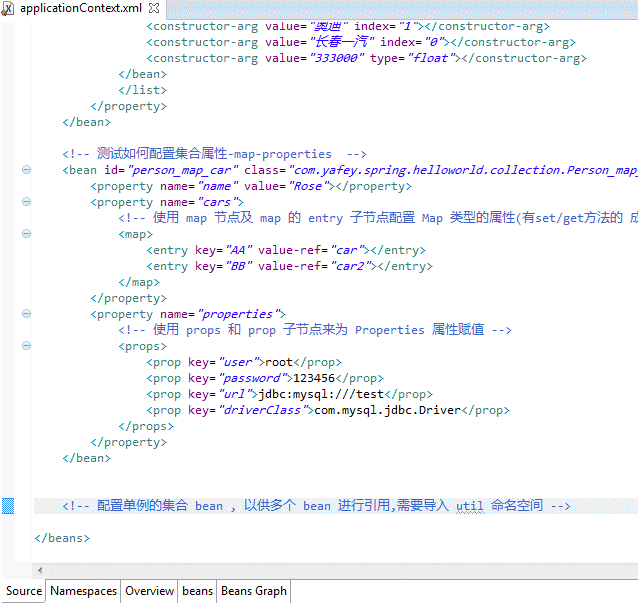 applicationContext.xml
<constructor-arg value="奥迪" index="1"></constructor-arg>
<constructor-arg value="长春一汽" index="0"></constructor-arg>
<constructor-arg value="333000" type="float"></constructor-arg>
</bean>
</list>
</property>
</bean>
<!-- 测试如何配置集合属性-map-properties  -->
<bean id="person_map_car" class="com.yafey.spring.helloworld.collection.Person_map
<property name="name" value="Rose"></property>
<property name="cars">
<!-- 使用 map 节点及 map 的 entry 子节点配置 Map 类型的属性(有set/get方法的 成
<map>
<entry key="AA" value-ref="car"></entry>
<entry key="BB" value-ref="car2"></entry>
</map>
</property>
<property name="properties">
<!-- 使用 props 和 prop 子节点来为 Properties 属性赋值 -->
<props>
<prop key="user">root</prop>
<prop key="password">123456</prop>
<prop key="url">jdbc:mysql:///test</prop>
<prop key="driverClass">com.mysql.jdbc.Driver</prop>
</props>
</property>
</bean>
<!-- 配置单例的集合 bean , 以供多个 bean 进行引用,需要导入 util 命名空间 -->
</beans>
Source Namespaces Overview beans Beans Graph